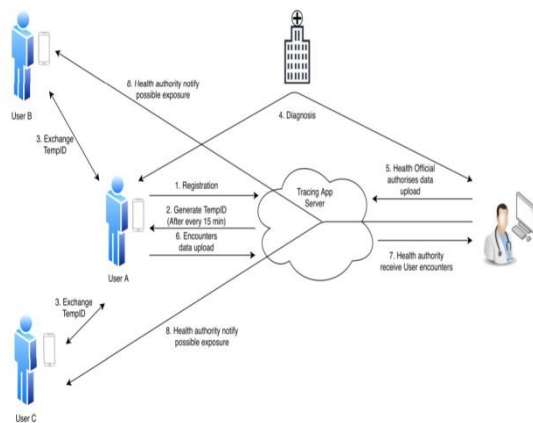 8. Health authority notify
possible exposure
User B
4. Diagnosis
3. Exchange
TempID
5. Health Official
authorises data
upload
1. Registration
Tracing App
Server
2. Generate TempID
(After every 15 min)
6. Encounters
data upload
User A
7. Health authority
receive User encounters
3. Exchange
TempID
8. Health authority notify
possible exposure
User C